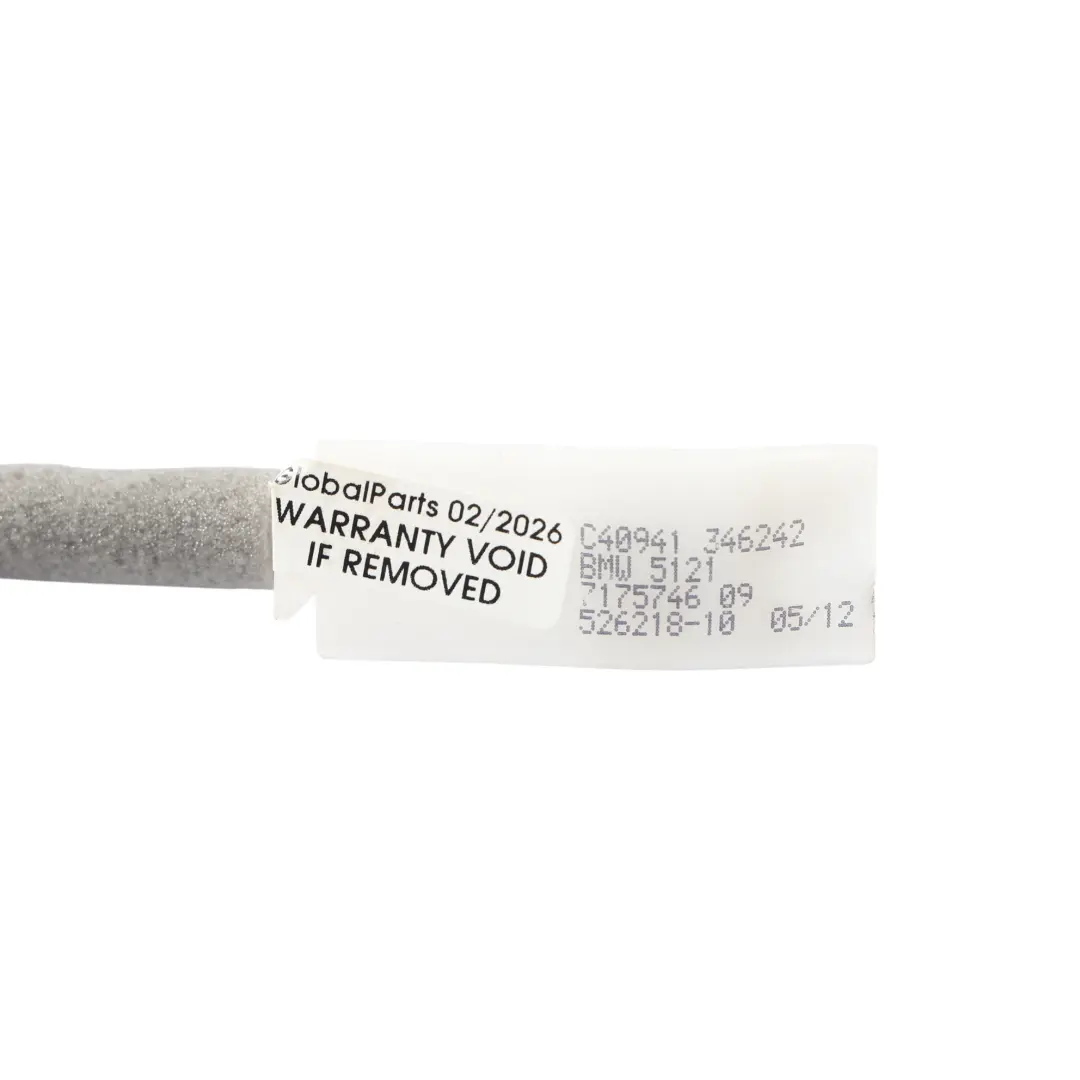 GlobalParts 02/2026
WARRANTY VOID
IF REMOVED
C40941 346242
BMW 5121
7175746 09
526218-10 05/12